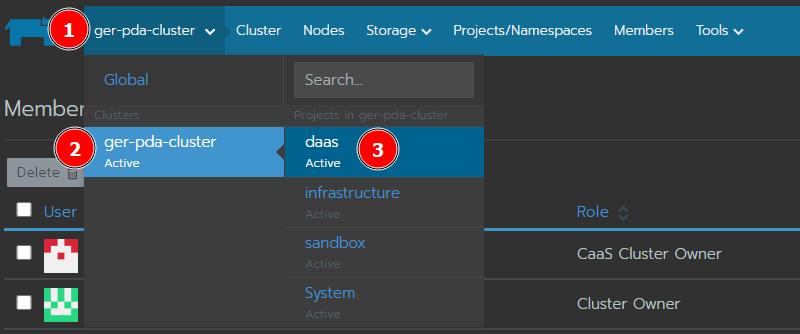 1 ger-pda-cluster Cluster Nodes Storage Projects/Namespaces Members Tools
Global Search...
Member
Clusters Projects in ger-pda-cluster
2 ger-pda-cluster daas 3
Active Active
Delete
infrastructure
User Active Role
sandbox
CaaS Cluster Owner
Active
System
Cluster Owner
Active